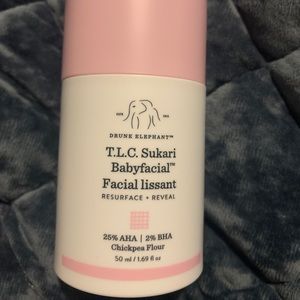 DRUNK ELEPHANT™
T.L.C. Sukari
Babyfacial™
Facial lissant
RESURFACE + REVEAL
25% AHA | 2% BHA
Chickpea Flour
50 ml / 1.69 fl oz